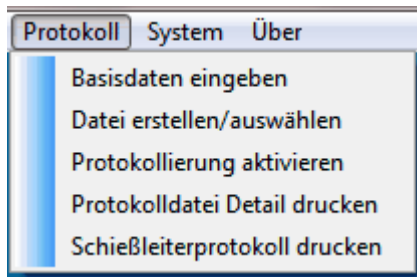 Protokoll System Über
Basisdaten eingeben
Datei erstellen/auswählen
Protokollierung aktivieren
Protokolldatei Detail drucken
Schießleiterprotokoll drucken